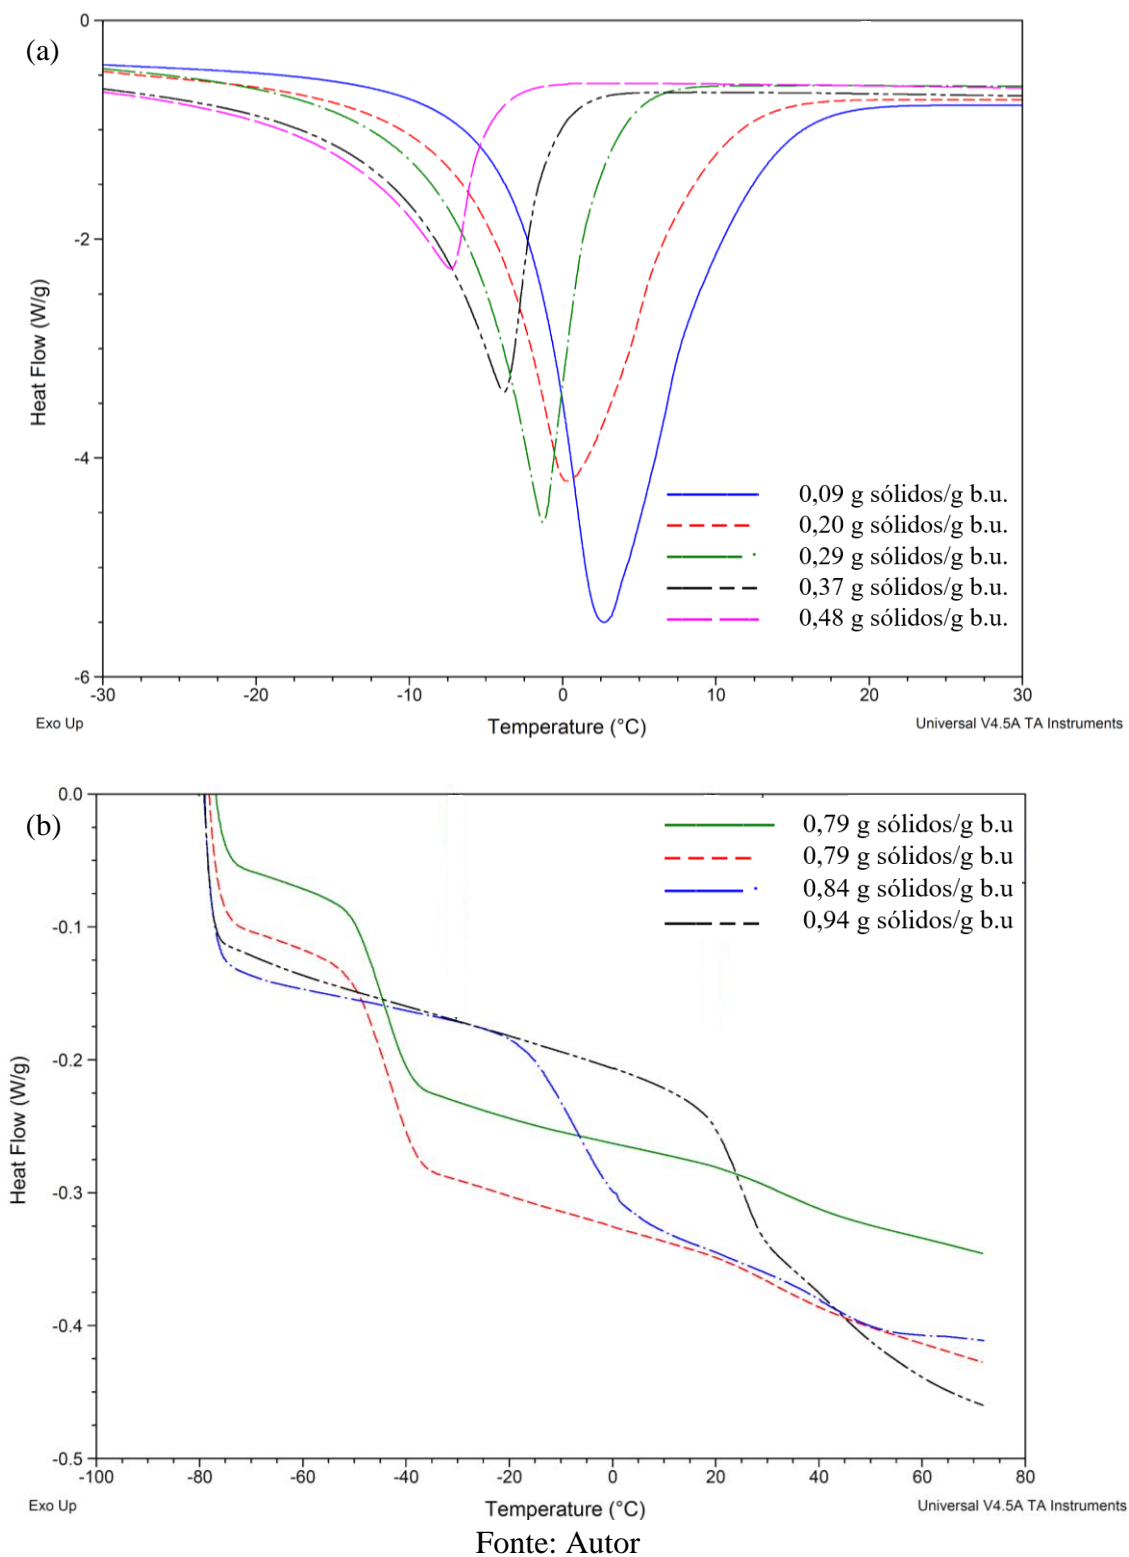 (a)
0
-2
-4
-6
Heat Flow (W/g)
0,09 g sólidos/g b.u.
0,20 g sólidos/g b.u.
0,29 g sólidos/g b.u.
0,37 g sólidos/g b.u.
0,48 g sólidos/g b.u.
-30 -20 -10 0 10 20 30
Exo Up
Temperature (°C)
Universal V4.5A TA Instruments
(b)
0.0
-0.1
-0.2
-0.3
-0.4
-0.5
Heat Flow (W/g)
0,79 g sólidos/g b.u
0,79 g sólidos/g b.u
0,84 g sólidos/g b.u
0,94 g sólidos/g b.u
-100 -80 -60 -40 -20 0 20 40 60 80
Exo Up
Temperature (°C)
Universal V4.5A TA Instruments
Fonte: Autor